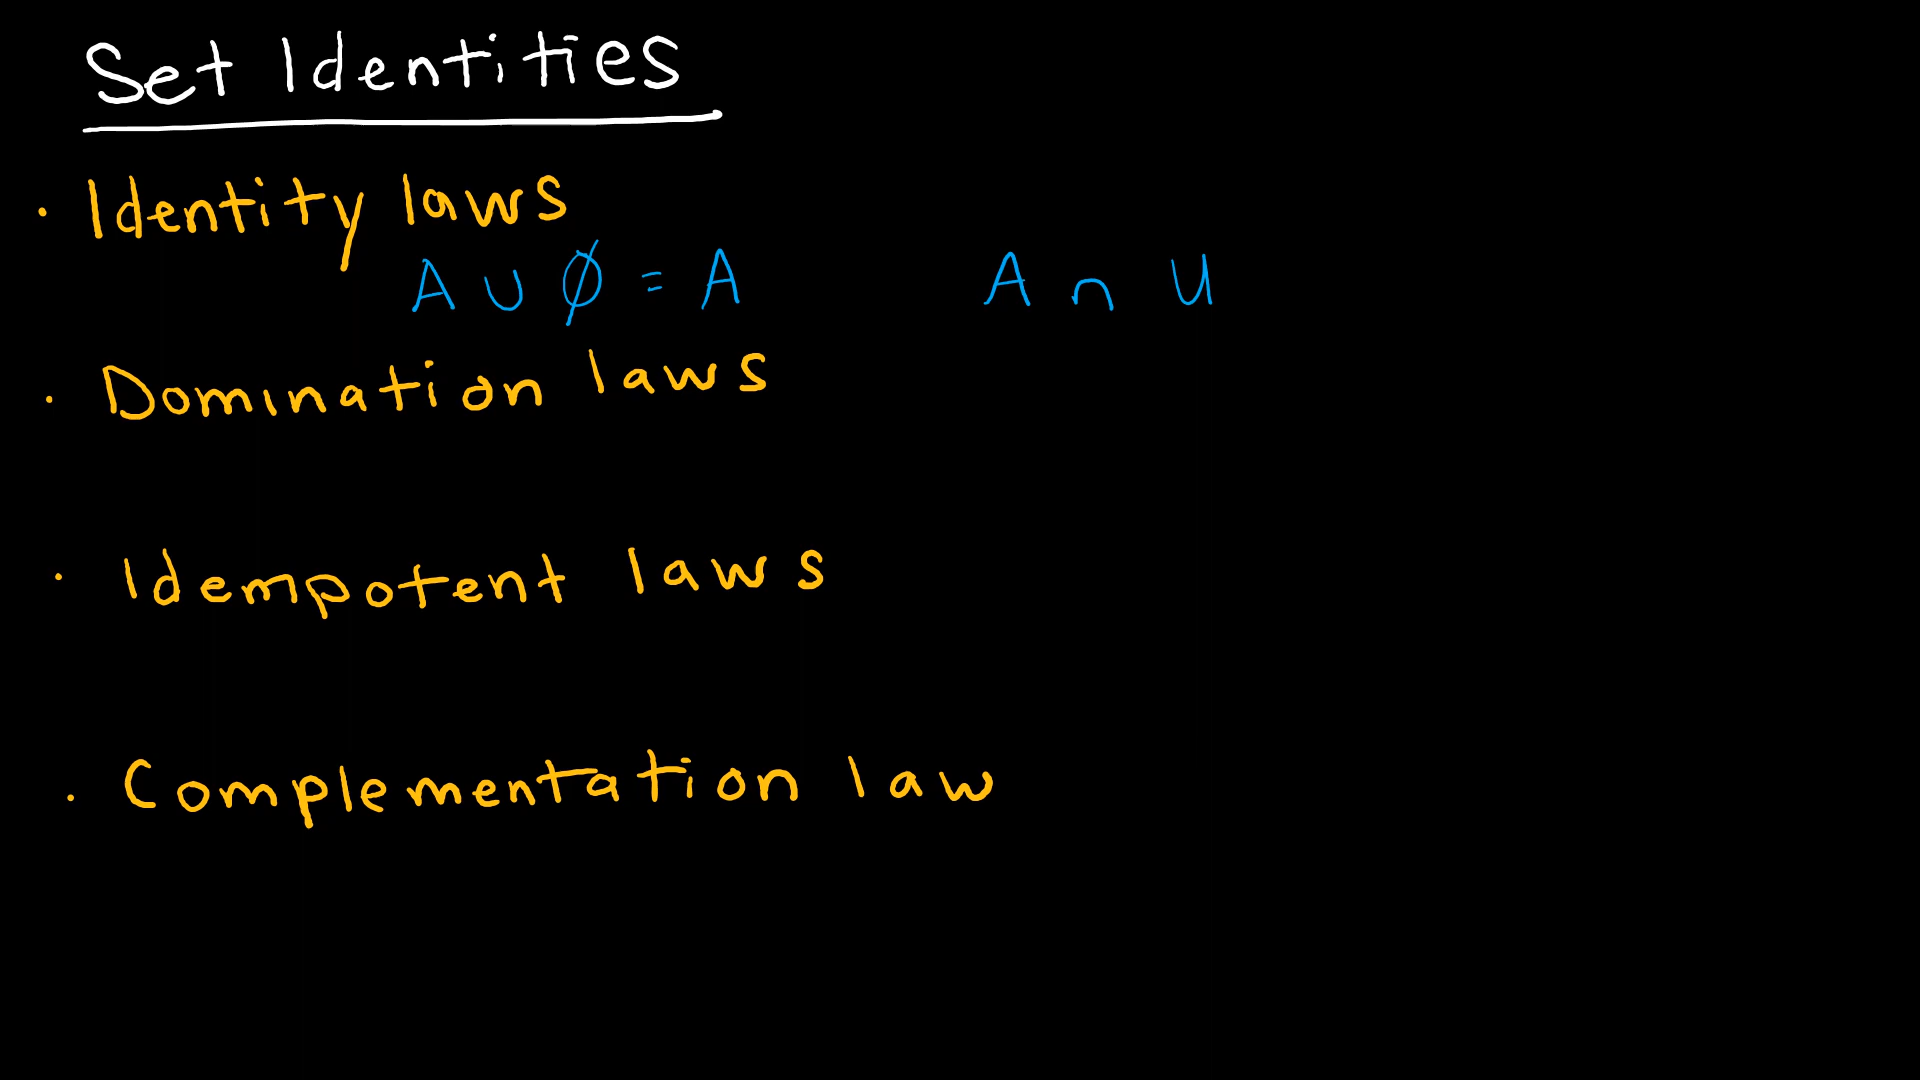 Set Identities
· Identity laws
A ∪ ∅ = A A ∩ U
· Domination laws
· Idempotent laws
· Complementation law